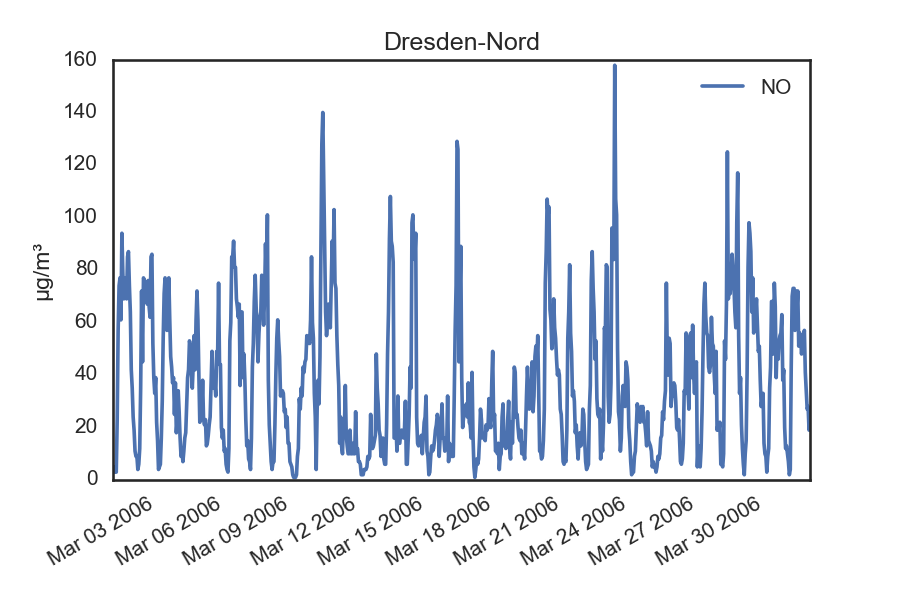 Dresden-Nord
NO
µg/m³
160
140
120
100
80
60
40
20
0
Mar 03 2006
Mar 06 2006
Mar 09 2006
Mar 12 2006
Mar 15 2006
Mar 18 2006
Mar 21 2006
Mar 24 2006
Mar 27 2006
Mar 30 2006